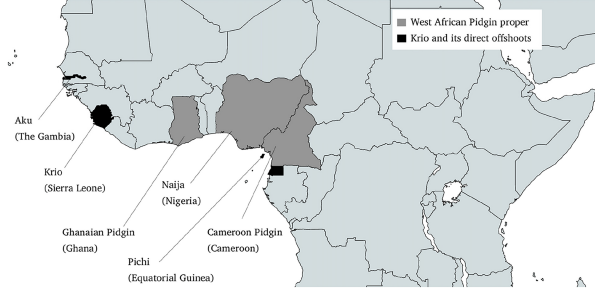 West African Pidgin proper
Krio and its direct offshoots
Aku
(The Gambia)
Krio
(Sierra Leone)
Naija
(Nigeria)
Ghanaian Pidgin
(Ghana)
Cameroon Pidgin
(Cameroon)
Pichi
(Equatorial Guinea)